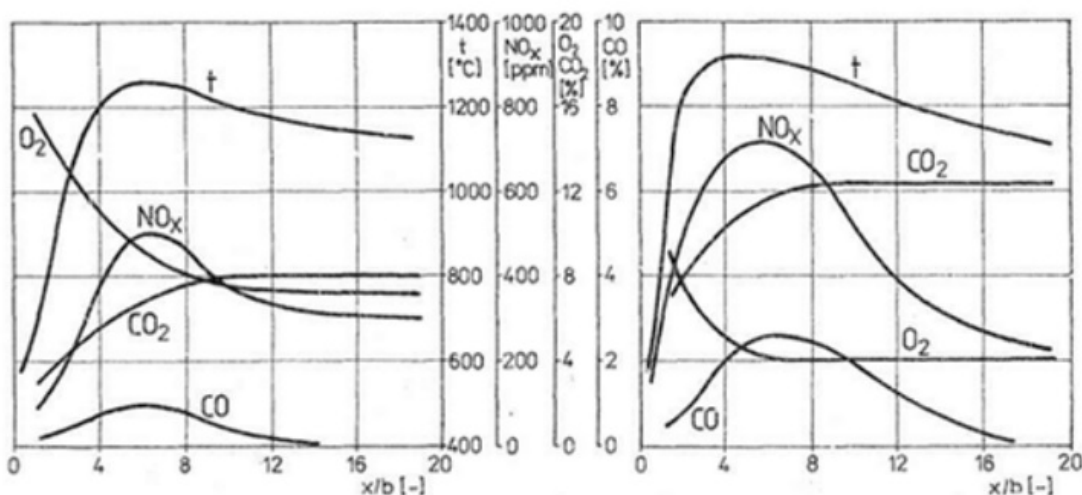 1400 1000 20 10
t NOx O2 CO
[°C] [ppm] CO2 [%]
[%]
t
1200 800 16 8
O2
NOx
CO2
1000 600 12 6
NOx
800 400 8 4
CO2
O2
600 200 4 2
CO
CO
400 0 0 0
0 4 8 12 16 20
x/b [-]
0 4 8 12 16 20
x/b [-]
t